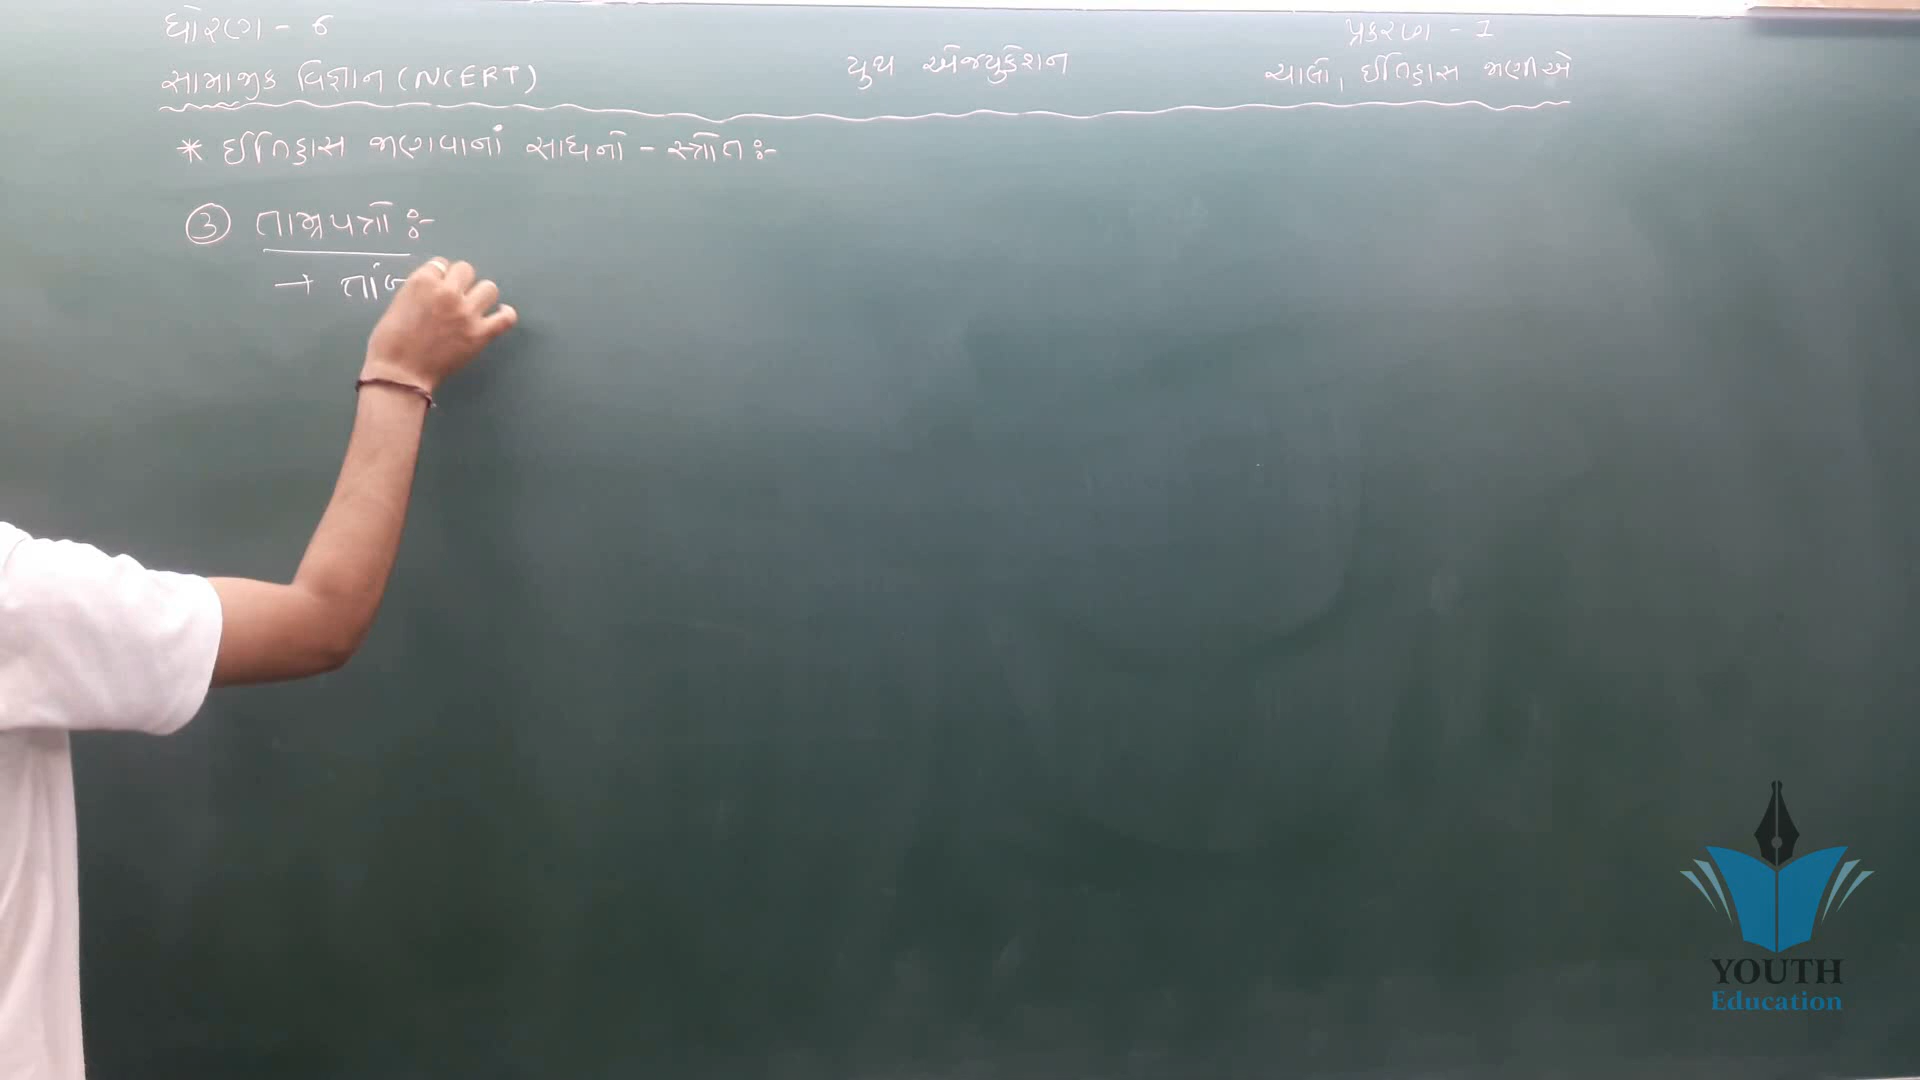 ધોરણ - 6
પ્રકરણ - 1
સામાજીક વિજ્ઞાન (NCERT)
યુથ એજ્યુકેશન
ચાલો, ઈતિહાસ જાણીએ
* ઈતિહાસ જાણવાનાં સાધનો - સ્ત્રોત :-
③ તામ્રપત્રો :-
→ તાંબ
YOUTH
Education